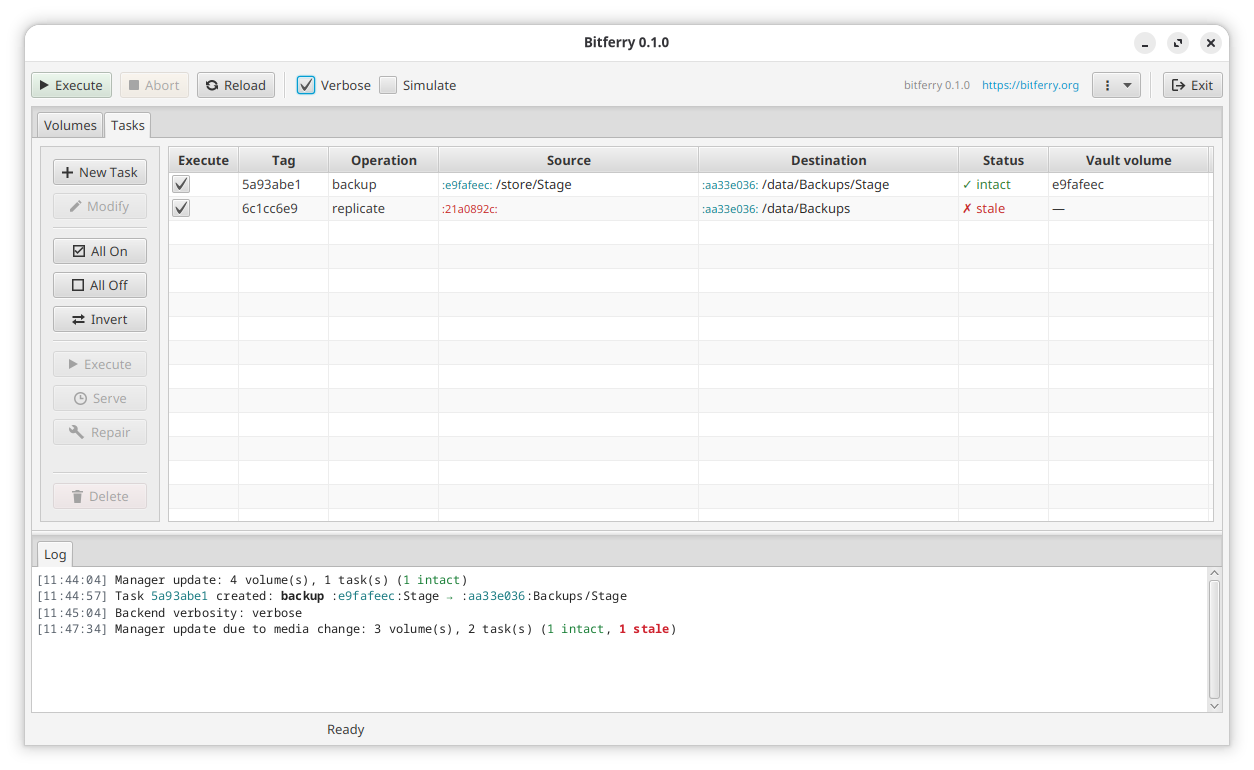 Bitferry 0.1.0
Execute Abort Reload Verbose Simulate bitferry 0.1.0 https://bitferry.org Exit
Volumes Tasks
New Task
Modify
All On
All Off
Invert
Execute
Serve
Repair
Delete
Execute Tag Operation Source Destination Status Vault volume
5a93abe1 backup :e9fafeec: /store/Stage :aa33e036: /data/Backups/Stage ✓ intact e9fafeec
6c1cc6e9 replicate :21a0892c: :aa33e036: /data/Backups ✗ stale —
Log
[11:44:04] Manager update: 4 volume(s), 1 task(s) (1 intact)
[11:44:57] Task 5a93abe1 created: backup :e9fafeec:Stage → :aa33e036:Backups/Stage
[11:45:04] Backend verbosity: verbose
[11:47:34] Manager update due to media change: 3 volume(s), 2 task(s) (1 intact, 1 stale)
Ready